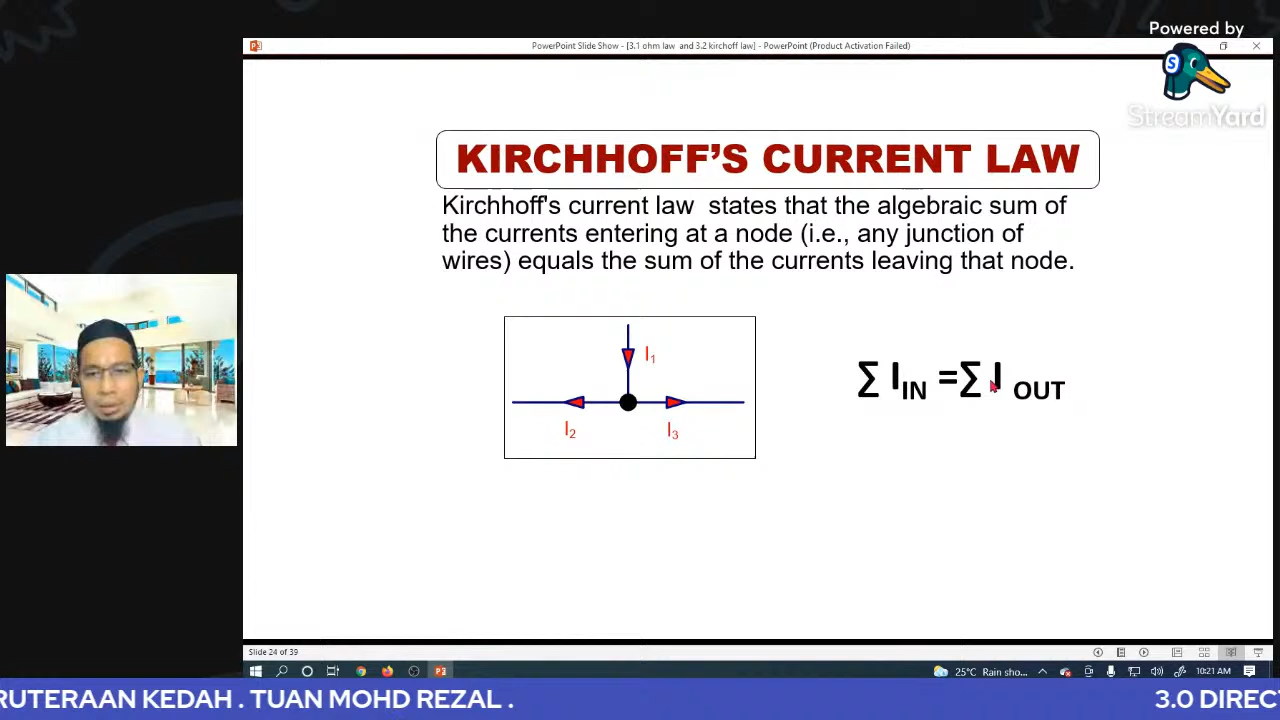 Powered by
PowerPoint Slide Show - [3.1 ohm law and 3.2 kirchoff law] - PowerPoint (Product Activation Failed)
StreamYard
KIRCHHOFF'S CURRENT LAW
Kirchhoff's current law states that the algebraic sum of
the currents entering at a node (i.e., any junction of
wires) equals the sum of the currents leaving that node.
I1
I2
I3
∑ IIN =∑ I OUT
Slide 24 of 39
25°C Rain sho...
10:21 AM
RUTERAAN KEDAH . TUAN MOHD REZAL .
3.0 DIREC